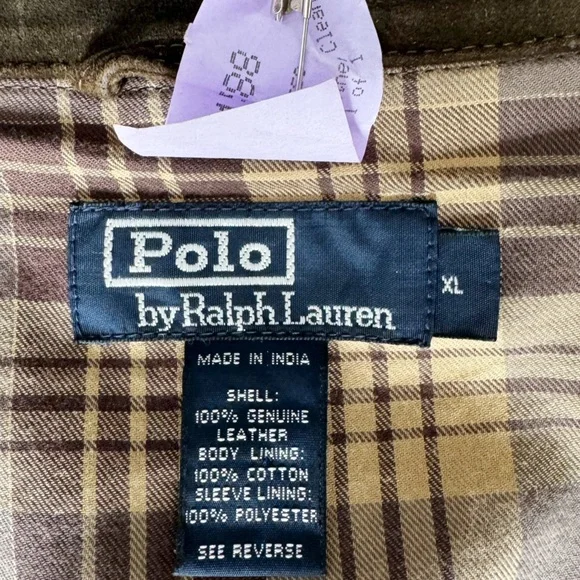 Polo
by Ralph Lauren
XL
MADE IN INDIA
SHELL:
100% GENUINE
LEATHER
BODY LINING:
100% COTTON
SLEEVE LINING:
100% POLYESTER
SEE REVERSE